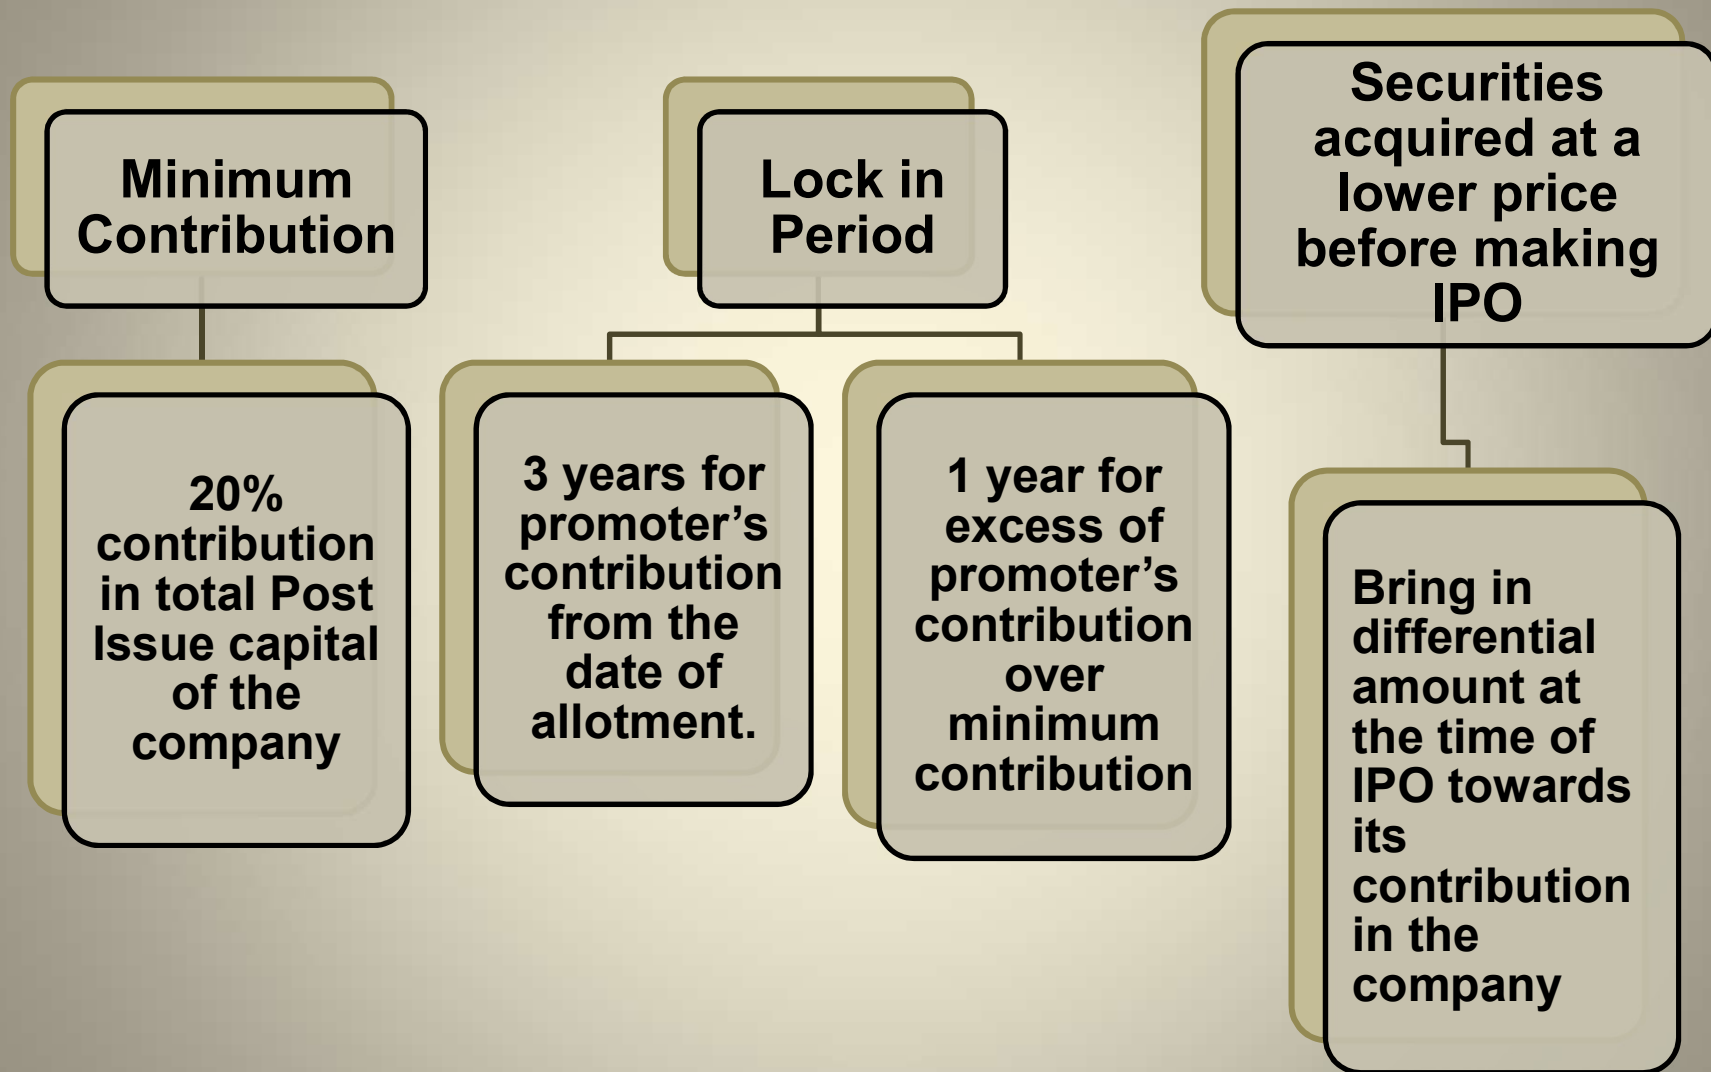 Minimum
Contribution
20%
contribution
in total Post
Issue capital
of the
company
Lock in
Period
3 years for
promoter’s
contribution
from the
date of
allotment.
1 year for
excess of
promoter’s
contribution
over
minimum
contribution
Securities
acquired at a
lower price
before making
IPO
Bring in
differential
amount at
the time of
IPO towards
its
contribution
in the
company